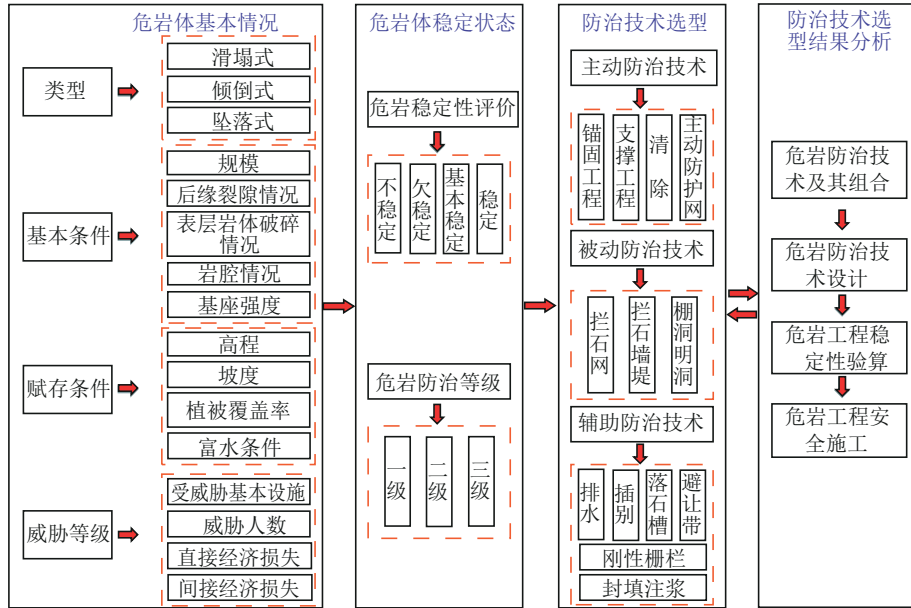 危岩体基本情况
类型
滑塌式
倾倒式
坠落式
基本条件
规模
后缘裂隙情况
表层岩体破碎
情况
岩腔情况
基座强度
赋存条件
高程
坡度
植被覆盖率
富水条件
威胁等级
受威胁基本设施
威胁人数
直接经济损失
间接经济损失
危岩体稳定状态
危岩稳定性评价
不稳定
欠稳定
基本稳定
稳定
危岩防治等级
一级
二级
三级
防治技术选型
主动防治技术
锚固工程
支撑工程
清除
主动防护网
被动防治技术
拦石网
拦石墙堤
棚洞明洞
辅助防治技术
排水
插别
落石槽
避让带
刚性栅栏
封填注浆
防治技术选
型结果分析
危岩防治技
术及其组合
危岩防治技
术设计
危岩工程稳
定性验算
危岩工程安
全施工